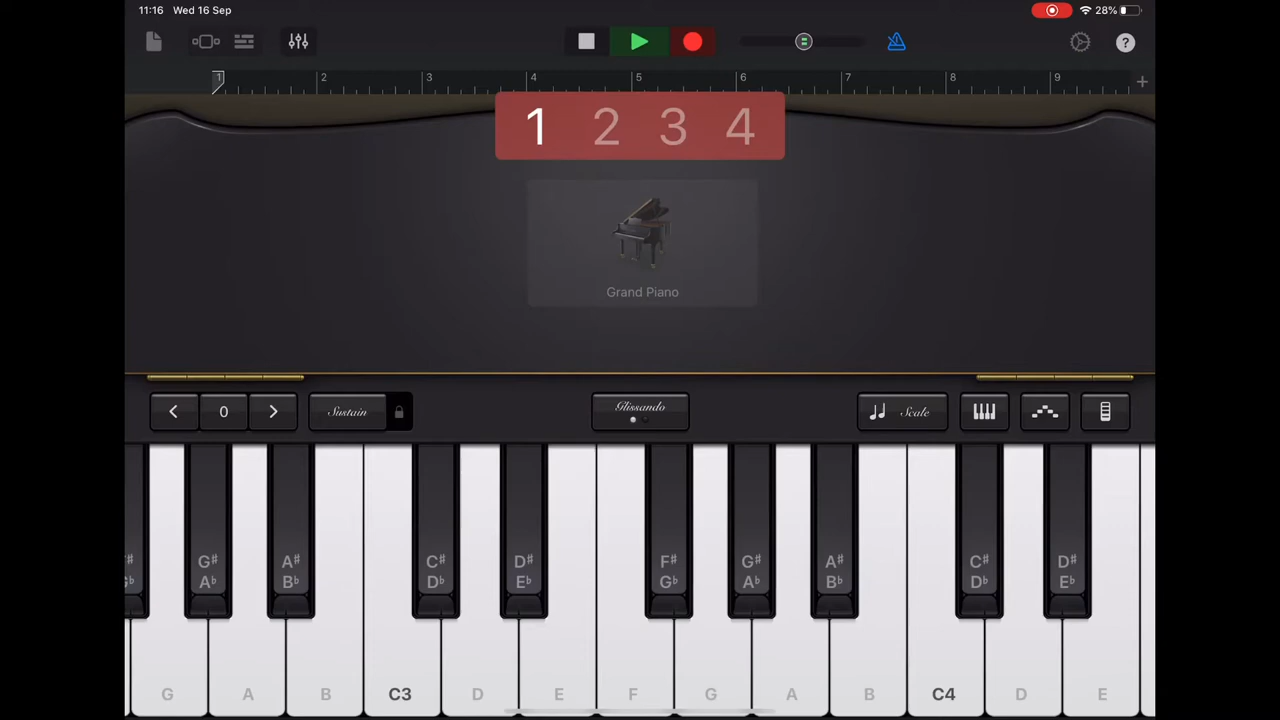 11:16 Wed 16 Sep 28%
?
1 2 3 4 5 6 7 8 9 +
1 2 3 4
Grand Piano
< 0 > Sustain Glissando Scale
G♯ A♯ C♯ D♯ F♯ G♯ A♯ C♯ D♯
G♭ A♭ B♭ D♭ E♭ G♭ A♭ B♭ D♭ E♭
G A B C3 D E F G A B C4 D E